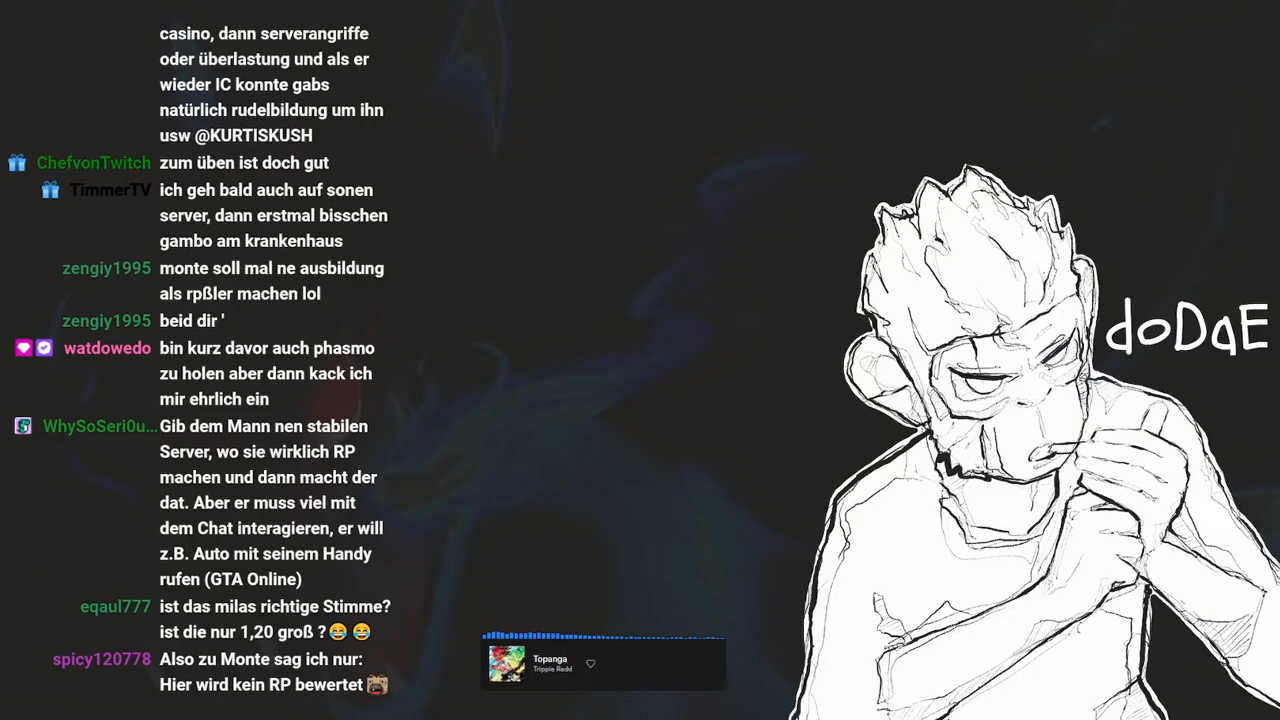 casino, dann serverangriffe
oder überlastung und als er
wieder IC konnte gabs
natürlich rudelbildung um ihn
usw @KURTISKUSH
ChefvonTwitch zum üben ist doch gut
TimmerTV ich geh bald auch auf sonen
server, dann erstmal bisschen
gambo am krankenhaus
zengiy1995 monte soll mal ne ausbildung
als rpßler machen lol
zengiy1995 beid dir '
watdowedo bin kurz davor auch phasmo
zu holen aber dann kack ich
mir ehrlich ein
WhySoSeri0u... Gib dem Mann nen stabilen
Server, wo sie wirklich RP
machen und dann macht der
dat. Aber er muss viel mit
dem Chat interagieren, er will
z.B. Auto mit seinem Handy
rufen (GTA Online)
eqaul777 ist das milas richtige Stimme?
ist die nur 1,20 groß ? 😂 😂
spicy120778 Also zu Monte sag ich nur:
Hier wird kein RP bewertet
doDaE
Topanga
Trippie Redd